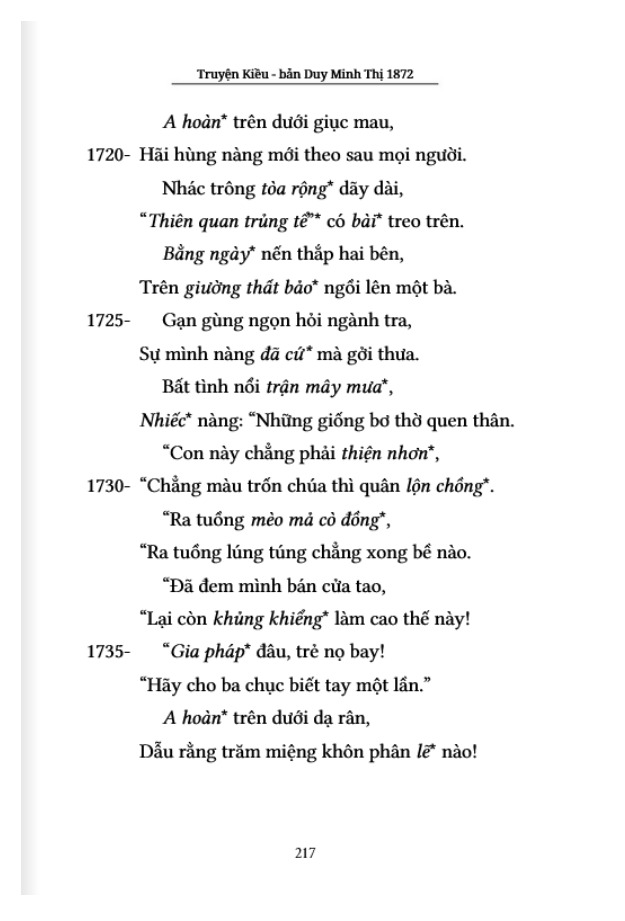 Truyện Kiều - bản Duy Minh Thị 1872
A hoàn* trên dưới giục mau,
1720- Hãi hùng nàng mới theo sau mọi người.
Nhác trông tòa rộng* dãy dài,
“Thiên quan trủng tể”* có bài* treo trên.
Bằng ngày* nến thắp hai bên,
Trên giường thất bảo* ngồi lên một bà.
1725- Gạn gùng ngọn hỏi ngành tra,
Sự mình nàng đã cứ* mà gởi thưa.
Bất tình nổi trận mây mưa*,
Nhiếc* nàng: “Những giống bơ thờ quen thân.
“Con này chẳng phải thiện nhơn*,
1730- “Chẳng màu trốn chúa thì quân lộn chồng*.
“Ra tuồng mèo mả cò đồng*,
“Ra tuồng lúng túng chẳng xong bề nào.
“Đã đem mình bán cửa tao,
“Lại còn khủng khiểng* làm cao thế này!
1735- “Gia pháp* đâu, trẻ nọ bay!
“Hãy cho ba chục biết tay một lần.”
A hoàn* trên dưới dạ rân,
Dẫu rằng trăm miệng khôn phân lẽ* nào!
217